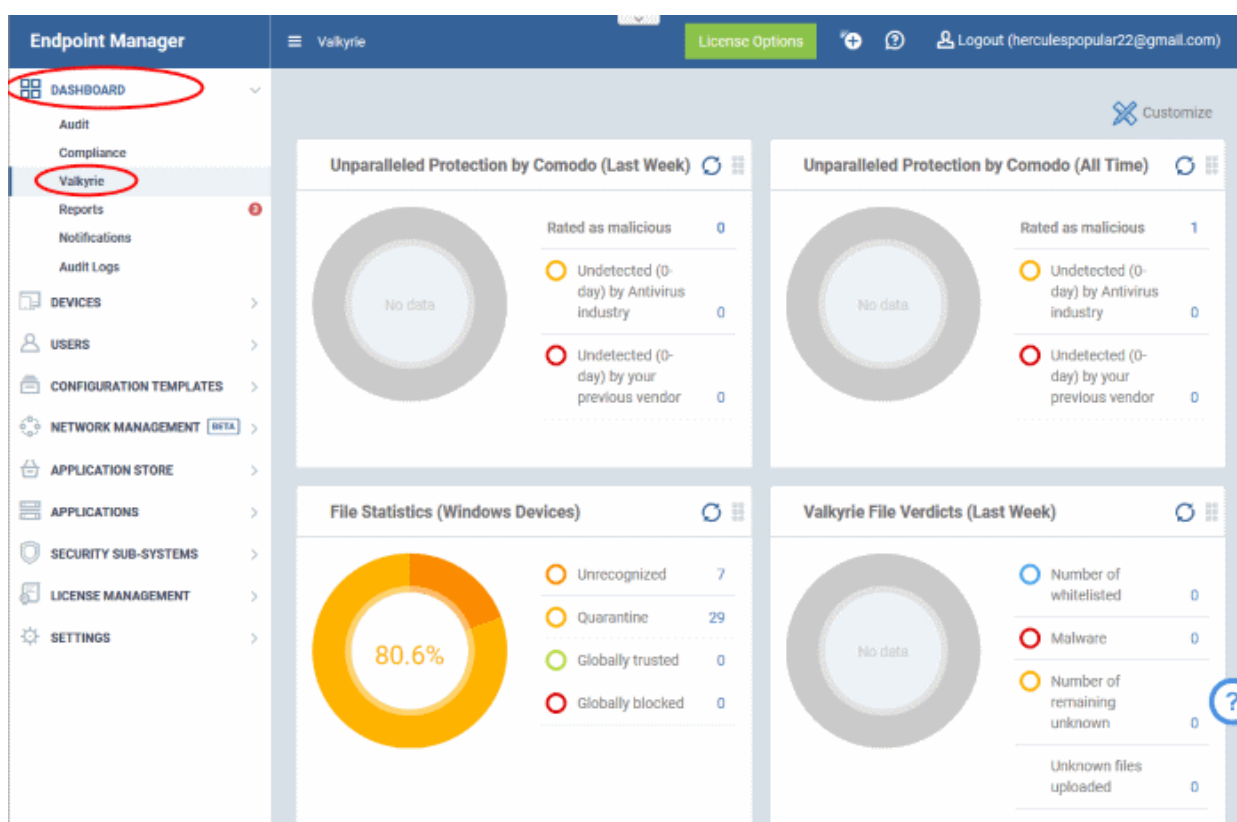 Endpoint Manager
Valkyrie
License Options
Logout (herculespopular22@gmail.com)
DASHBOARD
Audit
Compliance
Valkyrie
Reports
3
Notifications
Audit Logs
DEVICES
USERS
CONFIGURATION TEMPLATES
NETWORK MANAGEMENT BETA
APPLICATION STORE
APPLICATIONS
SECURITY SUB-SYSTEMS
LICENSE MANAGEMENT
SETTINGS
Customize
Unparalleled Protection by Comodo (Last Week)
No data
Rated as malicious 0
Undetected (0-
day) by Antivirus
industry 0
Undetected (0-
day) by your
previous vendor 0
Unparalleled Protection by Comodo (All Time)
No data
Rated as malicious 1
Undetected (0-
day) by Antivirus
industry 0
Undetected (0-
day) by your
previous vendor 0
File Statistics (Windows Devices)
80.6%
Unrecognized 7
Quarantine 29
Globally trusted 0
Globally blocked 0
Valkyrie File Verdicts (Last Week)
No data
Number of
whitelisted 0
Malware 0
Number of
remaining
unknown 0
Unknown files
uploaded 0
?